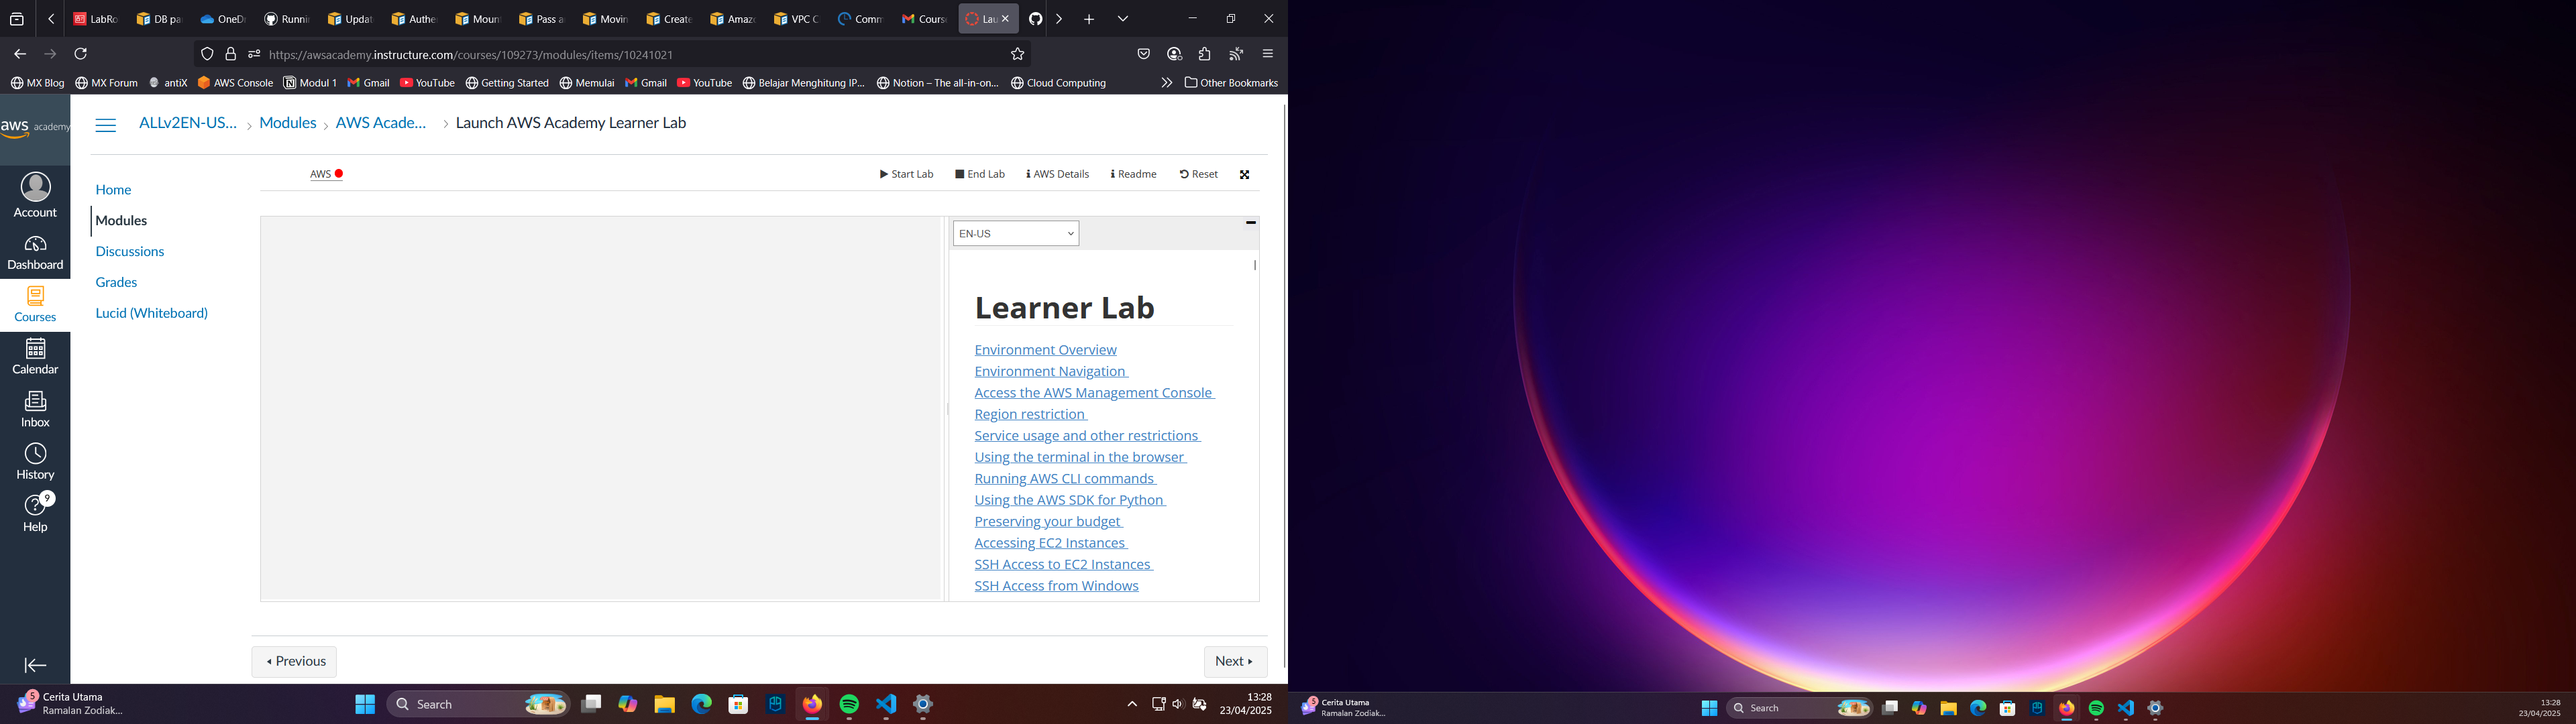 LabRo
DB pa
OneDr
Runnir
Updat
Authe
Moun
Pass a
Movin
Create
Amazo
VPC C
Comm
Course
Lau
https://awsacademy.instructure.com/courses/109273/modules/items/10241021
MX Blog
MX Forum
antiX
AWS Console
Modul 1
Gmail
YouTube
Getting Started
Memulai
Gmail
YouTube
Belajar Menghitung IP...
Notion – The all-in-on...
Cloud Computing
Other Bookmarks
aws academy
Account
Dashboard
Courses
Calendar
Inbox
History
9
Help
ALLv2EN-US... > Modules > AWS Acade... > Launch AWS Academy Learner Lab
Home
Modules
Discussions
Grades
Lucid (Whiteboard)
AWS
Start Lab
End Lab
AWS Details
Readme
Reset
EN-US
Learner Lab
Environment Overview
Environment Navigation
Access the AWS Management Console
Region restriction
Service usage and other restrictions
Using the terminal in the browser
Running AWS CLI commands
Using the AWS SDK for Python
Preserving your budget
Accessing EC2 Instances
SSH Access to EC2 Instances
SSH Access from Windows
Previous
Next
5
Cerita Utama
Ramalan Zodiak...
Search
13:28
23/04/2025
5
Cerita Utama
Ramalan Zodiak...
Search
13:28
23/04/2025